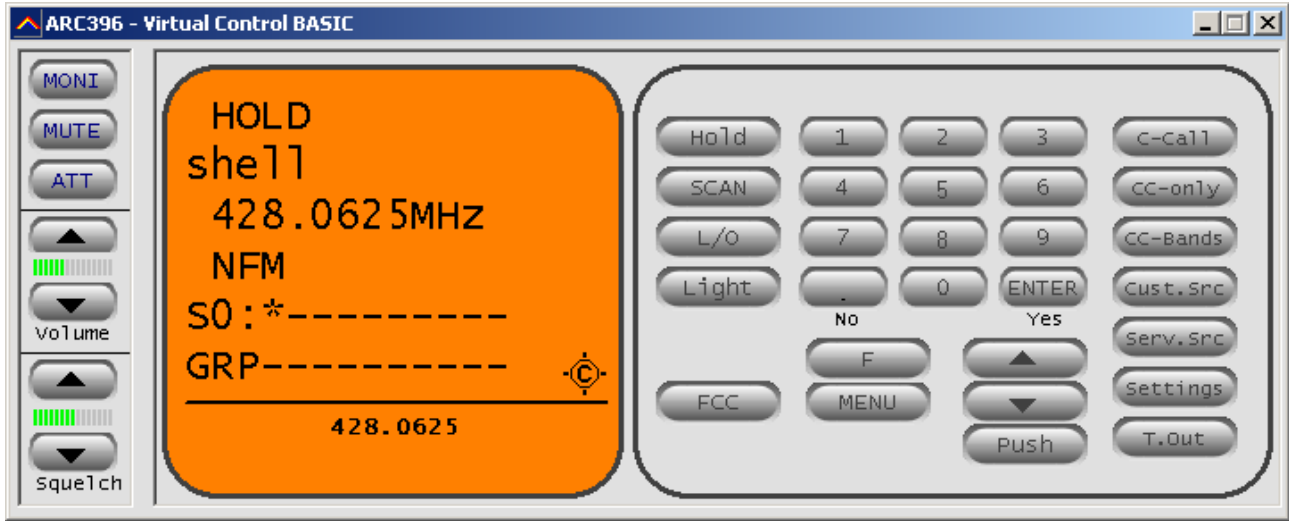 ARC396 - Virtual Control BASIC
MONI
MUTE
ATT
Volume
Squelch
HOLD
shell
428.0625MHz
NFM
S0:*---------
GRP---------- C
428.0625
Hold 1 2 3 C-Call
SCAN 4 5 6 CC-only
L/O 7 8 9 CC-Bands
Light . 0 ENTER Cust.Src
No Yes
Serv.Src
F
FCC MENU Settings
Push T.Out